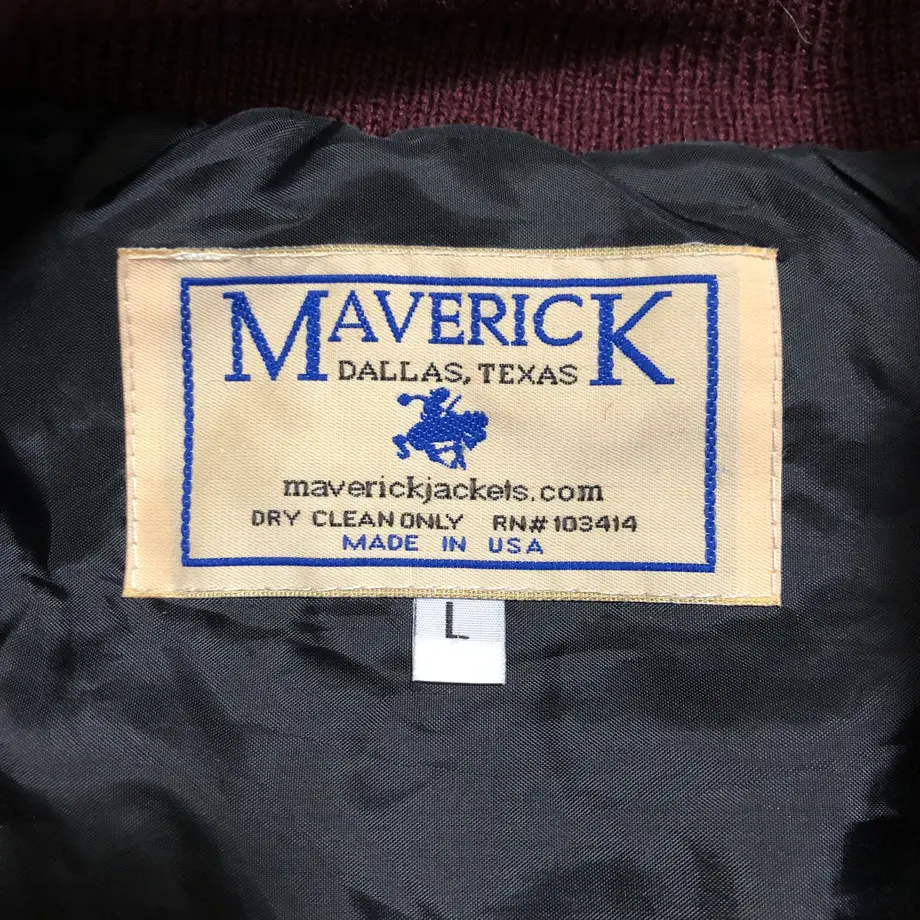 MAVERICK
DALLAS, TEXAS
maverickjackets.com
DRY CLEAN ONLY RN# 103414
MADE IN USA
L